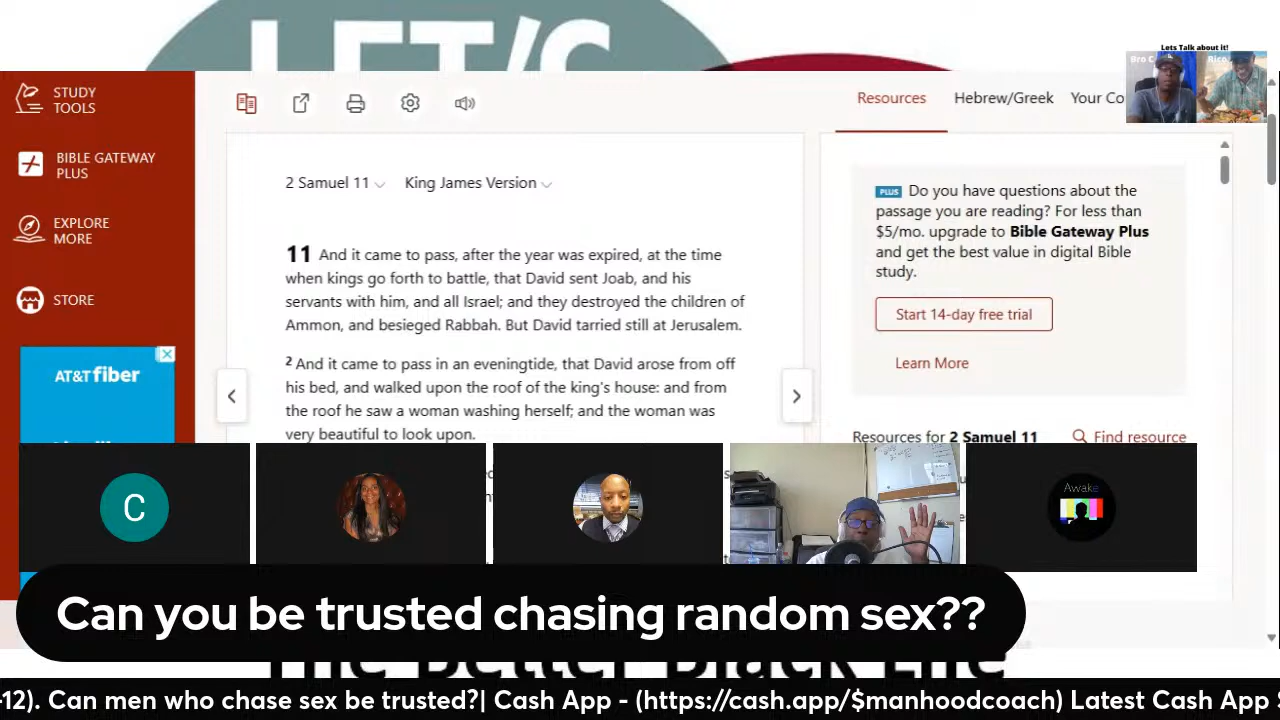 LET'S
Lets Talk about it!
Bro C
Rico
STUDY
TOOLS
BIBLE GATEWAY
PLUS
EXPLORE
MORE
STORE
AT&T fiber
Resources
Hebrew/Greek
Your Co
2 Samuel 11
King James Version
11 And it came to pass, after the year was expired, at the time
when kings go forth to battle, that David sent Joab, and his
servants with him, and all Israel; and they destroyed the children of
Ammon, and besieged Rabbah. But David tarried still at Jerusalem.
2 And it came to pass in an eveningtide, that David arose from off
his bed, and walked upon the roof of the king's house: and from
the roof he saw a woman washing herself; and the woman was
very beautiful to look upon.
PLUS Do you have questions about the
passage you are reading? For less than
$5/mo. upgrade to Bible Gateway Plus
and get the best value in digital Bible
study.
Start 14-day free trial
Learn More
Resources for 2 Samuel 11
Find resource
C
Awake
Can you be trusted chasing random sex??
The Better Black Life
-12). Can men who chase sex be trusted?| Cash App - (https://cash.app/$manhoodcoach) Latest Cash App